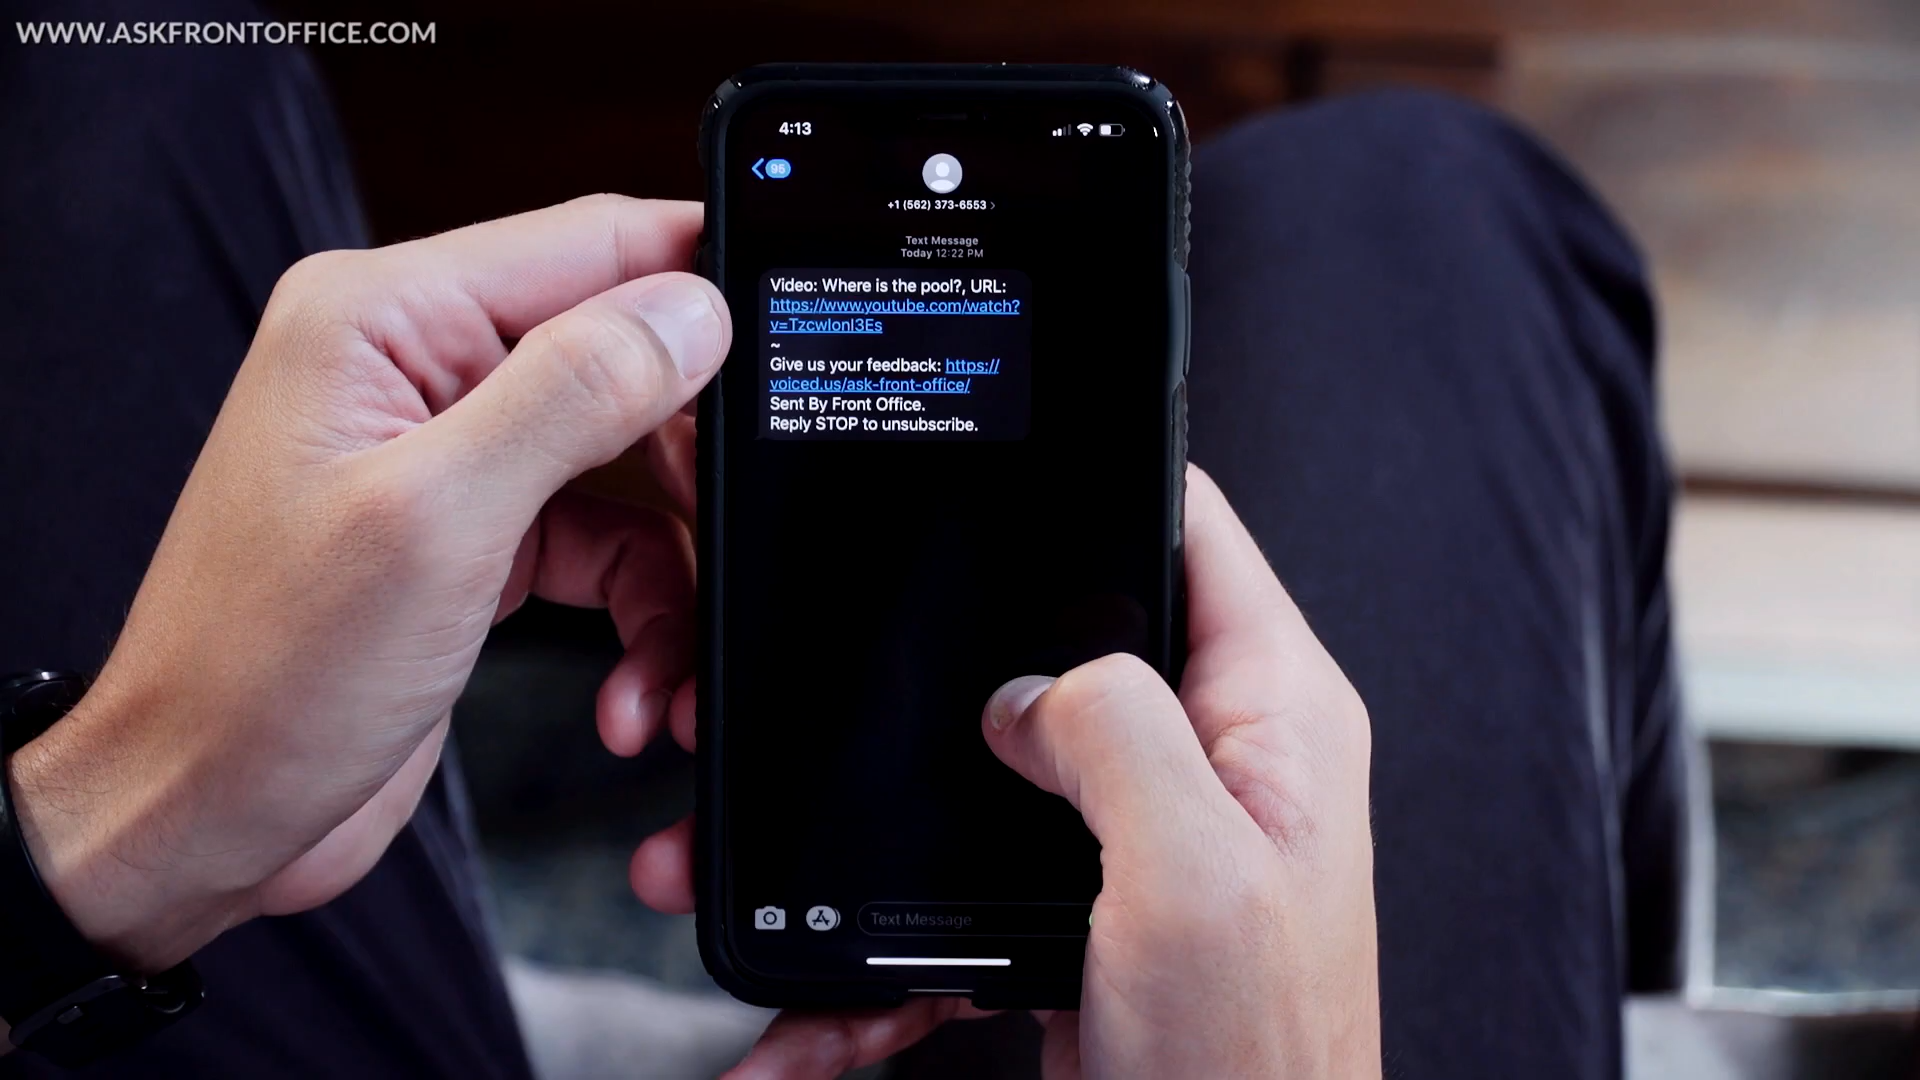 WWW.ASKFRONTOFFICE.COM
4:13
95
+1 (562) 373-6553 >
Text Message
Today 12:22 PM
Video: Where is the pool?, URL:
https://www.youtube.com/watch?
v=TzcwIonI3Es
~
Give us your feedback: https://
voiced.us/ask-front-office/
Sent By Front Office.
Reply STOP to unsubscribe.
Text Message